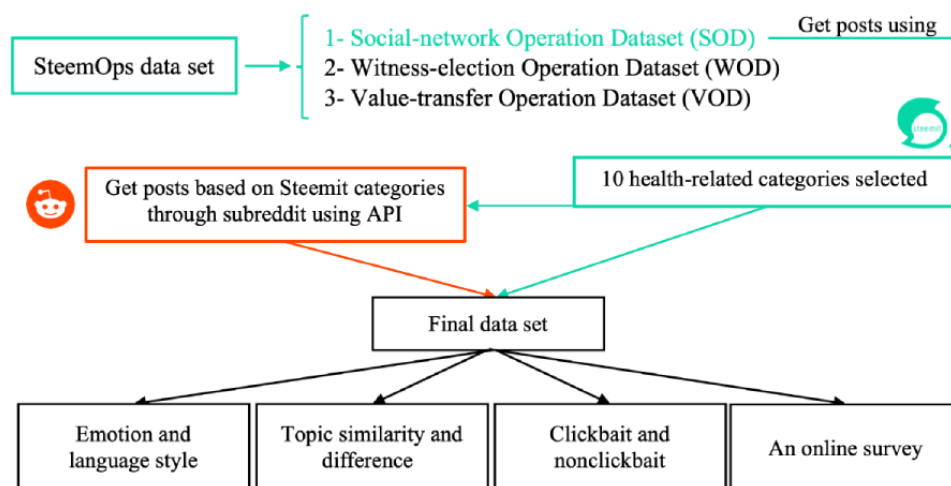 1- Social-network Operation Dataset (SOD)
Get posts using
SteemOps data set
2- Witness-election Operation Dataset (WOD)
3- Value-transfer Operation Dataset (VOD)
steemit
Get posts based on Steemit categories
through subreddit using API
10 health-related categories selected
Final data set
Emotion and
language style
Topic similarity and
difference
Clickbait and
nonclickbait
An online survey